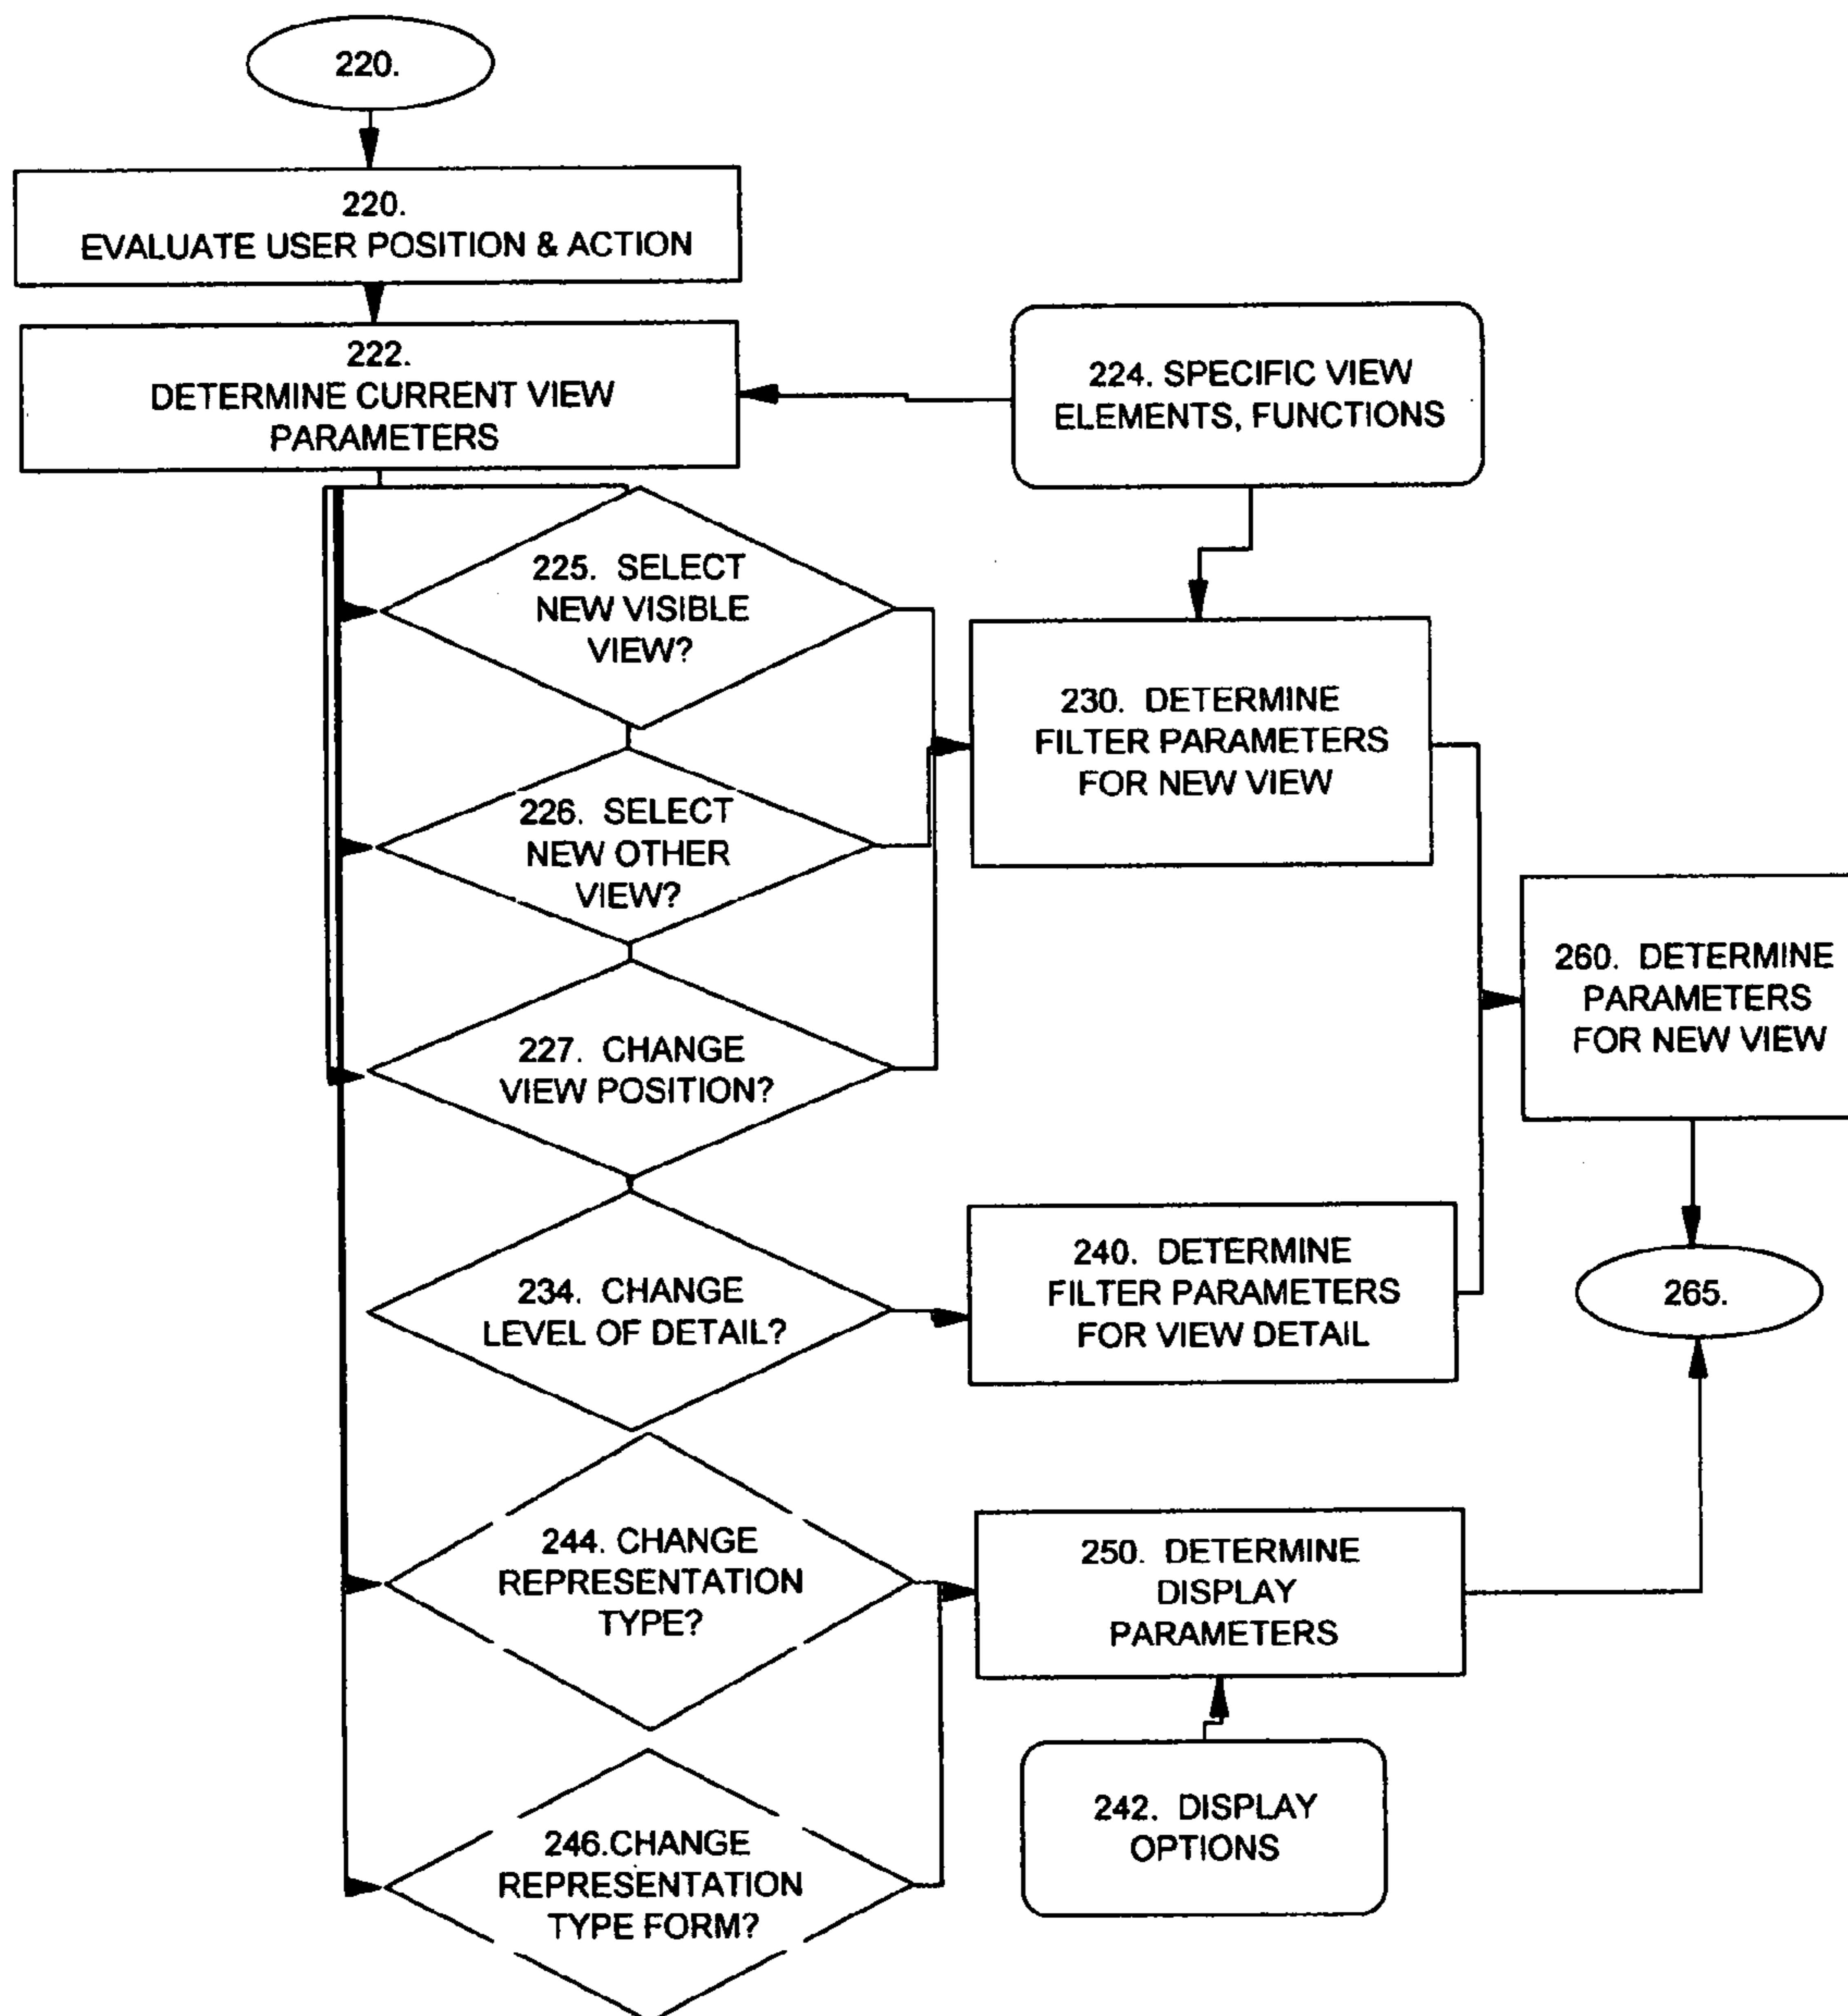 220.
220.
EVALUATE USER POSITION & ACTION
222.
DETERMINE CURRENT VIEW
PARAMETERS
224. SPECIFIC VIEW
ELEMENTS, FUNCTIONS
225. SELECT
NEW VISIBLE
VIEW?
230. DETERMINE
FILTER PARAMETERS
FOR NEW VIEW
226. SELECT
NEW OTHER
VIEW?
260. DETERMINE
PARAMETERS
FOR NEW VIEW
227. CHANGE
VIEW POSITION?
234. CHANGE
LEVEL OF DETAIL?
240. DETERMINE
FILTER PARAMETERS
FOR VIEW DETAIL
265.
244. CHANGE
REPRESENTATION
TYPE?
250. DETERMINE
DISPLAY
PARAMETERS
246.CHANGE
REPRESENTATION
TYPE FORM?
242. DISPLAY
OPTIONS